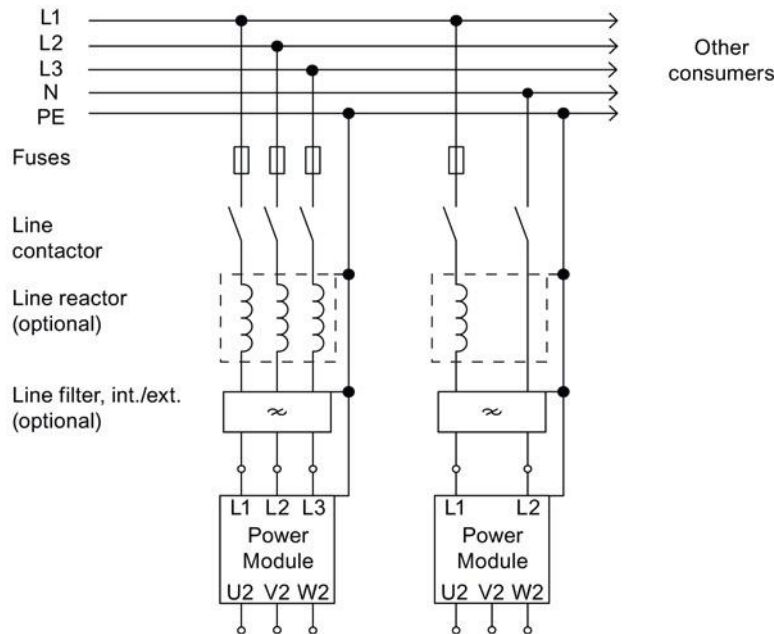 L1
L2
L3
N
PE
Other
consumers
Fuses
Line
contactor
Line reactor
(optional)
Line filter, int./ext.
(optional)
≈
≈
L1 L2 L3
Power
Module
U2 V2 W2
L1 L2
Power
Module
U2 V2 W2